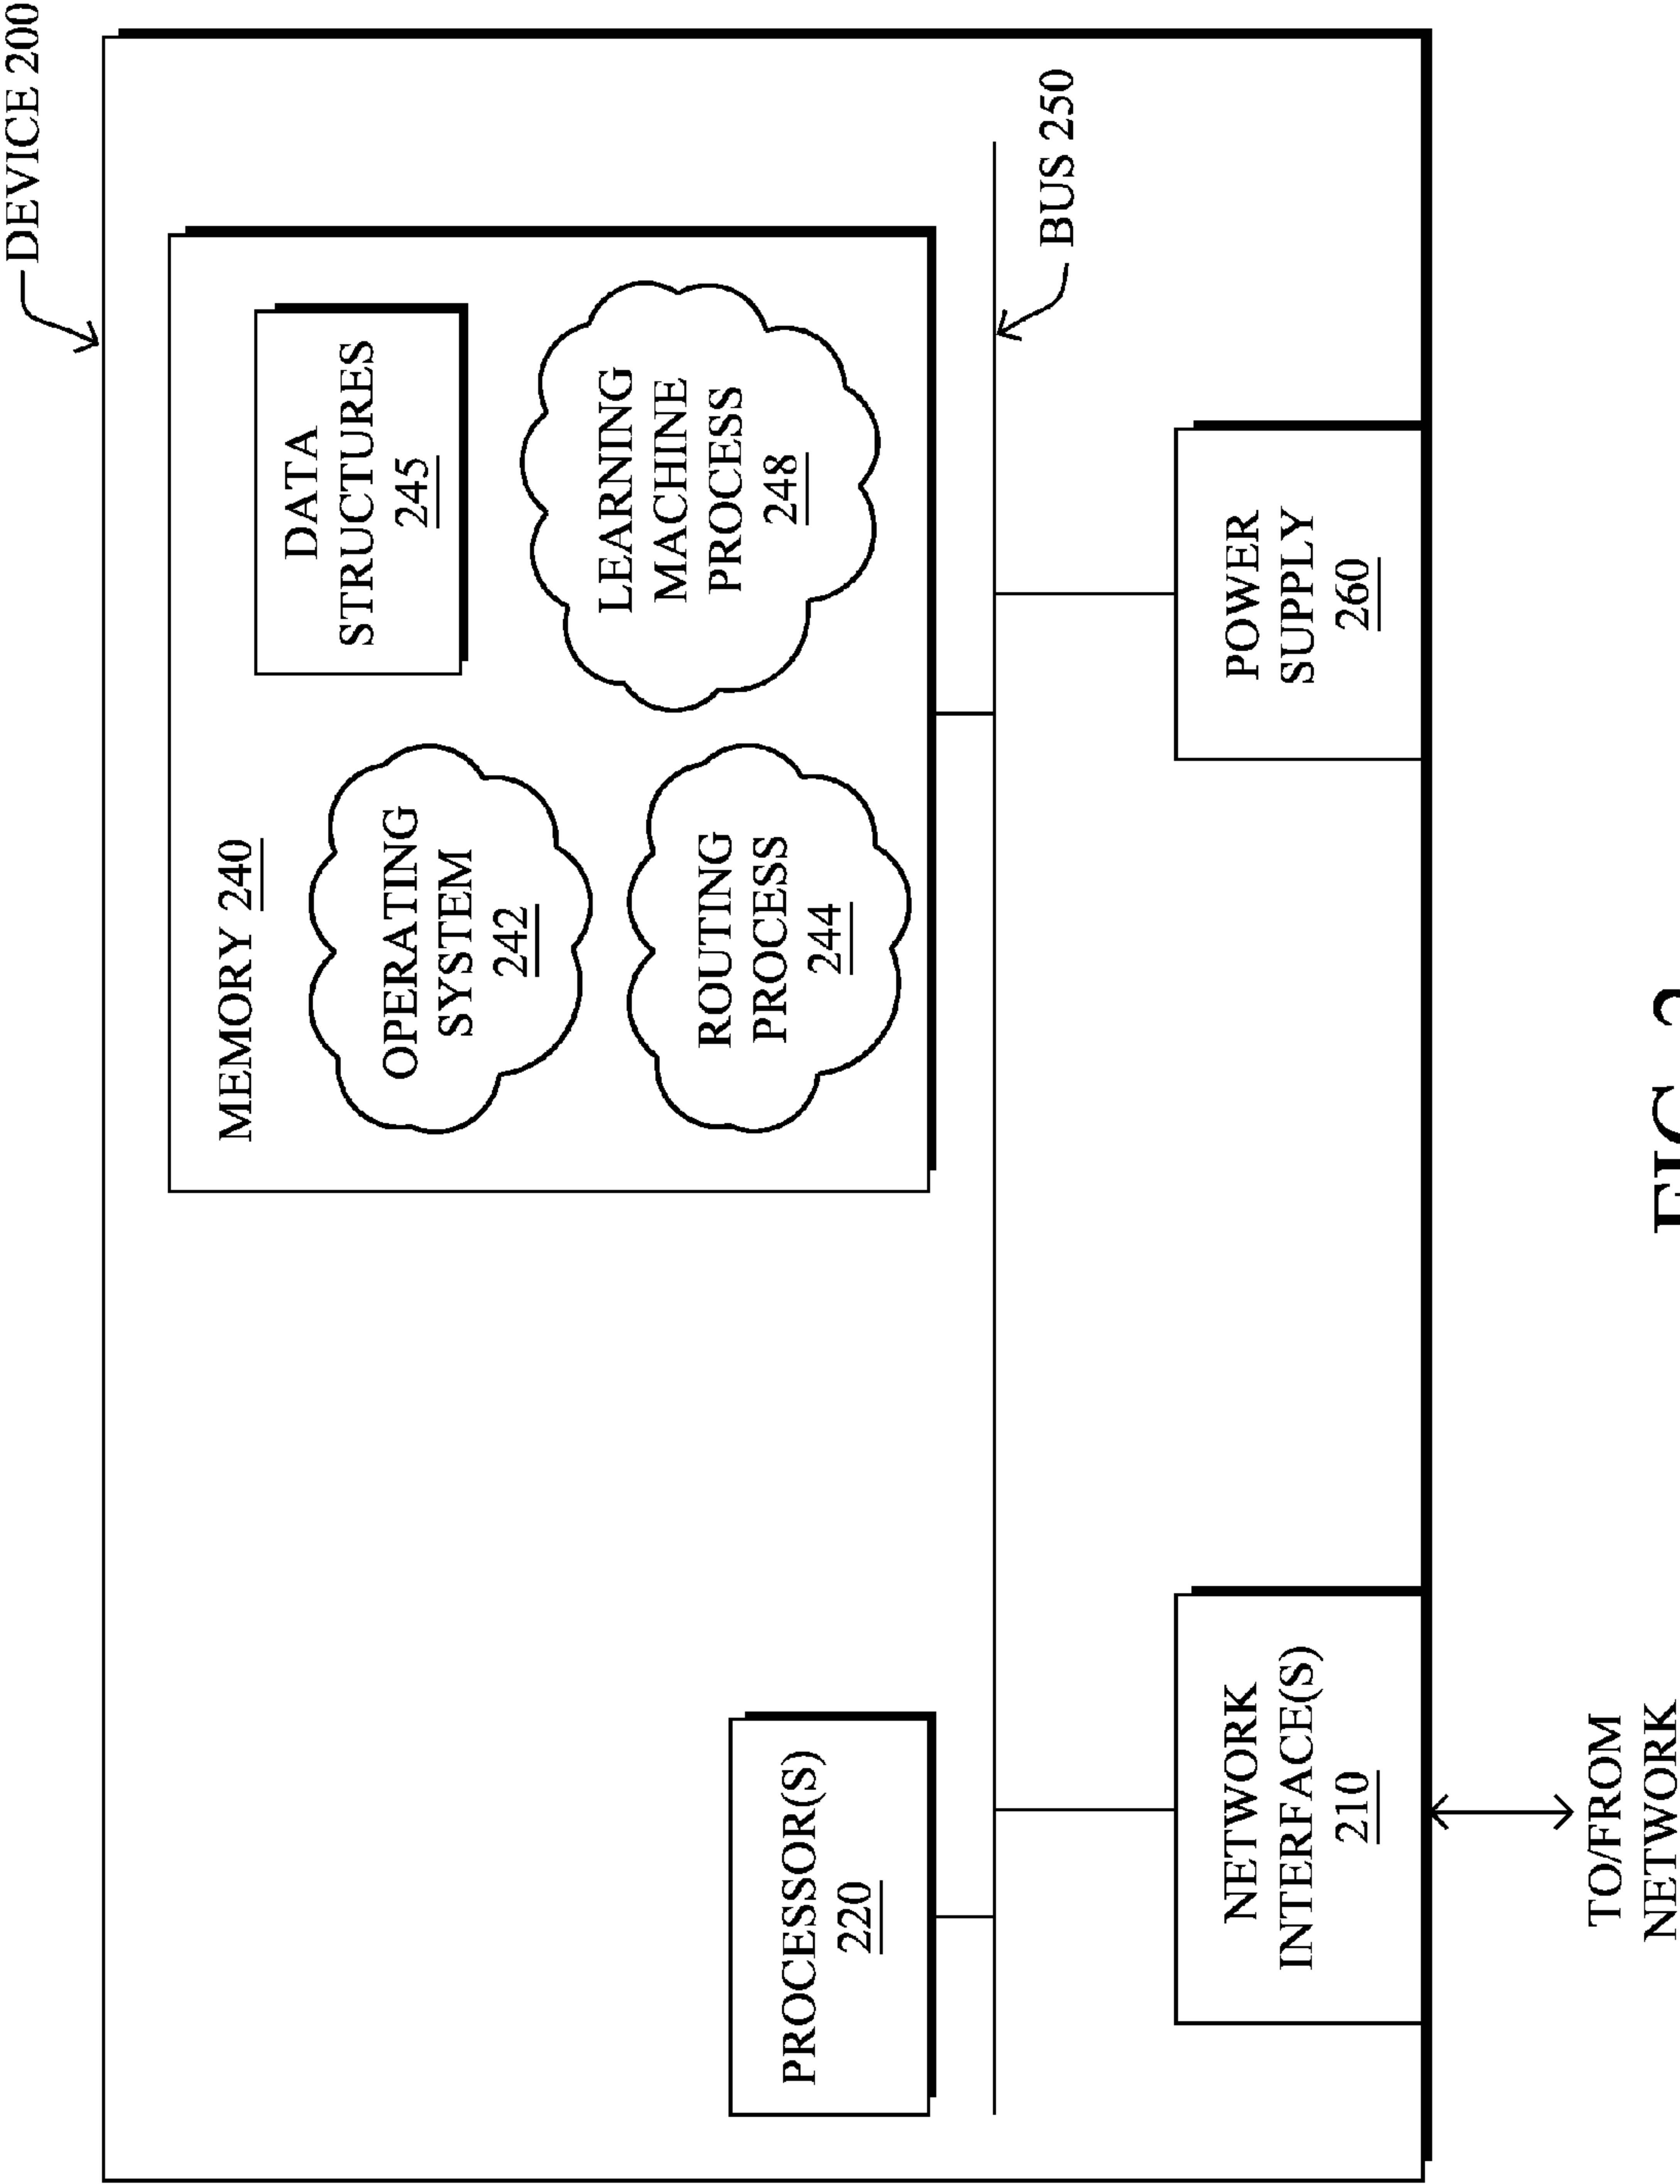 DEVICE 200
MEMORY 240
OPERATING
SYSTEM
242
DATA
STRUCTURES
245
ROUTING
PROCESS
244
LEARNING
MACHINE
PROCESS
248
PROCESSOR(S)
220
BUS 250
NETWORK
INTERFACE(S)
210
POWER
SUPPLY
260
TO/FROM
NETWORK
FIG